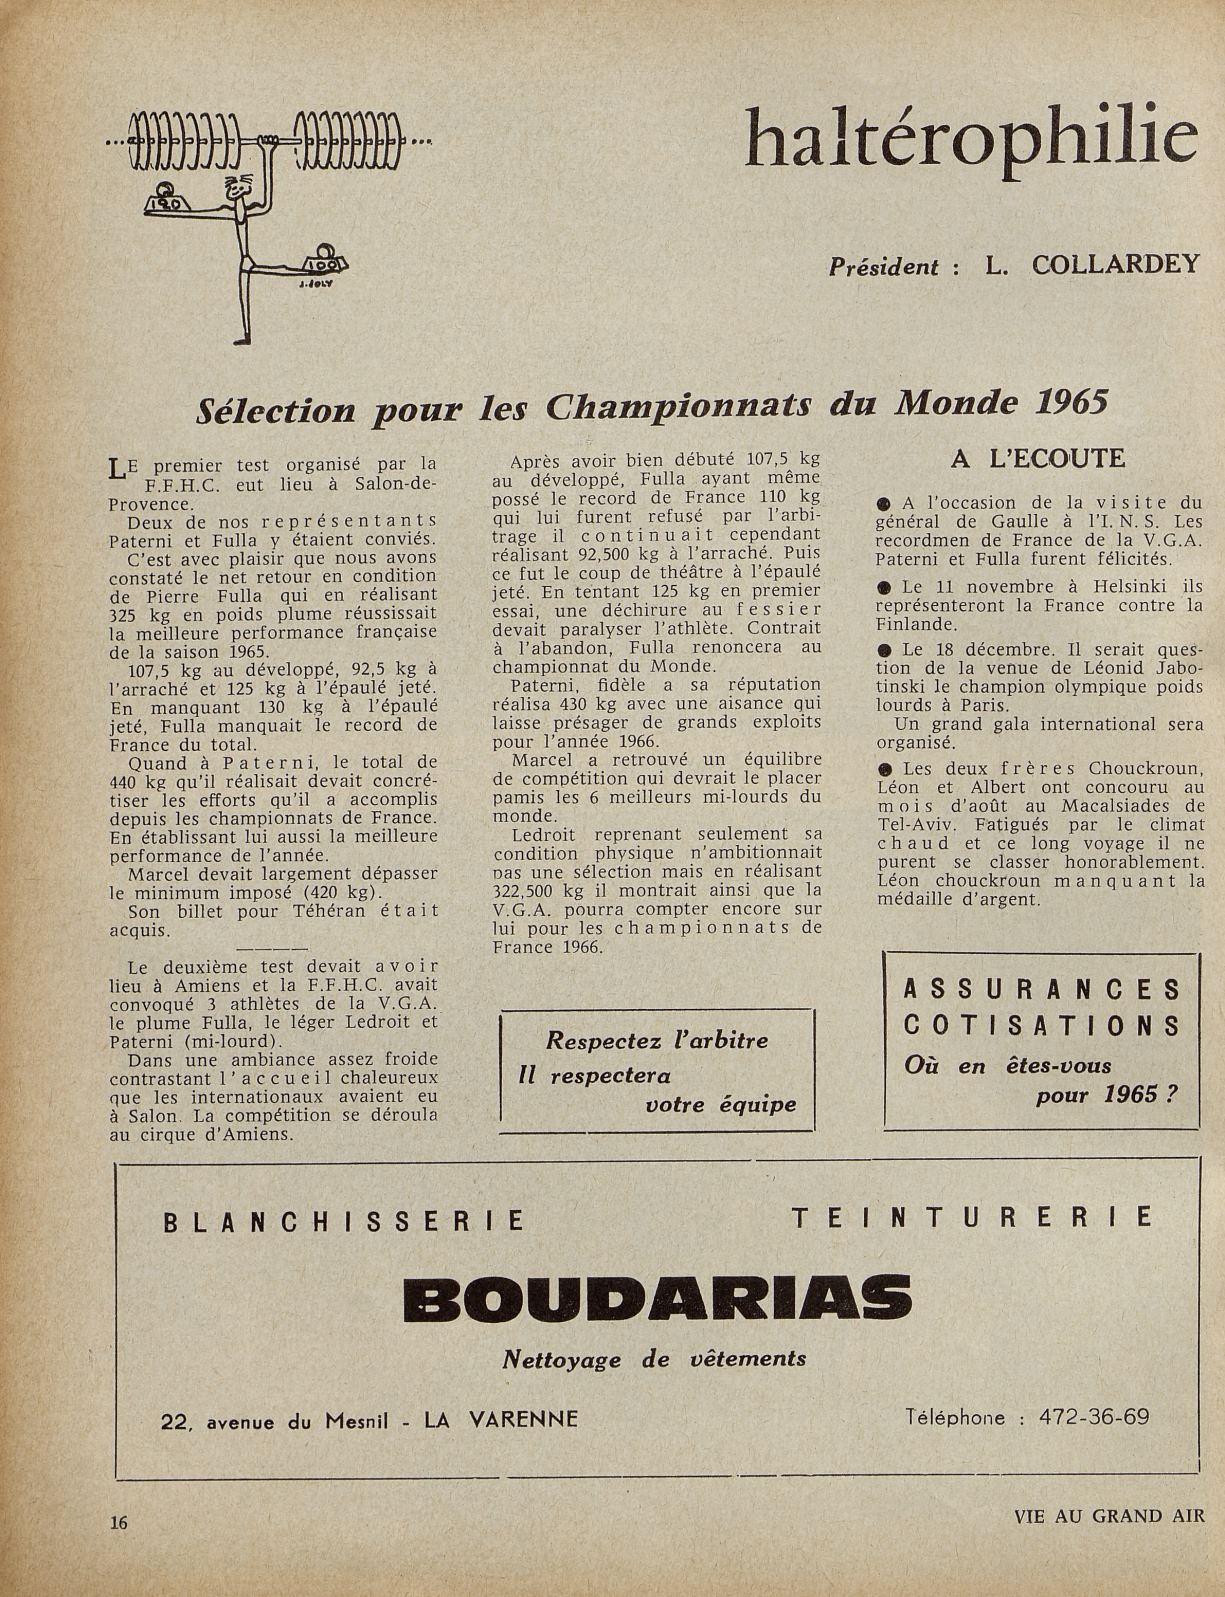 haltérophilie
120
100
J. JOLY
Président : L. COLLARDEY
Sélection pour les Championnats du Monde 1965
LE premier test organisé par la
F.F.H.C. eut lieu à Salon-de-
Provence.
Deux de nos représentants
Paterni et Fulla y étaient conviés.
C'est avec plaisir que nous avons
constaté le net retour en condition
de Pierre Fulla qui en réalisant
325 kg en poids plume réussissait
la meilleure performance française
de la saison 1965.
107,5 kg au développé, 92,5 kg à
l'arraché et 125 kg à l'épaulé jeté.
En manquant 130 kg à l'épaulé
jeté, Fulla manquait le record de
France du total.
Quand à Paterni, le total de
440 kg qu'il réalisait devait concré-
tiser les efforts qu'il a accomplis
depuis les championnats de France.
En établissant lui aussi la meilleure
performance de l'année.
Marcel devait largement dépasser
le minimum imposé (420 kg).
Son billet pour Téhéran était
acquis.
Le deuxième test devait avoir
lieu à Amiens et la F.F.H.C. avait
convoqué 3 athlètes de la V.G.A.
le plume Fulla, le léger Ledroit et
Paterni (mi-lourd).
Dans une ambiance assez froide
contrastant l'accueil chaleureux
que les internationaux avaient eu
à Salon. La compétition se déroula
au cirque d'Amiens.
Après avoir bien débuté 107,5 kg
au développé, Fulla ayant même
possé le record de France 110 kg
qui lui furent refusé par l'arbi-
trage il continuait cependant
réalisant 92,500 kg à l'arraché. Puis
ce fut le coup de théâtre à l'épaulé
jeté. En tentant 125 kg en premier
essai, une déchirure au fessier
devait paralyser l'athlète. Contrait
à l'abandon, Fulla renoncera au
championnat du Monde.
Paterni, fidèle a sa réputation
réalisa 430 kg avec une aisance qui
laisse présager de grands exploits
pour l'année 1966.
Marcel a retrouvé un équilibre
de compétition qui devrait le placer
pamis les 6 meilleurs mi-lourds du
monde.
Ledroit reprenant seulement sa
condition physique n'ambitionnait
pas une sélection mais en réalisant
322,500 kg il montrait ainsi que la
V.G.A. pourra compter encore sur
lui pour les championnats de
France 1966.
Respectez l'arbitre
Il respectera
votre équipe
A L'ECOUTE
● A l'occasion de la visite du
général de Gaulle à l'I.N.S. Les
recordmen de France de la V.G.A.
Paterni et Fulla furent félicités.
● Le 11 novembre à Helsinki ils
représenteront la France contre la
Finlande.
● Le 18 décembre. Il serait ques-
tion de la venue de Léonid Jabo-
tinski le champion olympique poids
lourds à Paris.
Un grand gala international sera
organisé.
● Les deux frères Chouckroun,
Léon et Albert ont concouru au
mois d'août au Macalsiades de
Tel-Aviv. Fatigués par le climat
chaud et ce long voyage il ne
purent se classer honorablement.
Léon chouckroun manquant la
médaille d'argent.
ASSURANCES
COTISATIONS
Où en êtes-vous
pour 1965 ?
BLANCHISSERIE TEINTURERIE
BOUDARIAS
Nettoyage de vêtements
22, avenue du Mesnil - LA VARENNE Téléphone : 472-36-69
16 VIE AU GRAND AIR